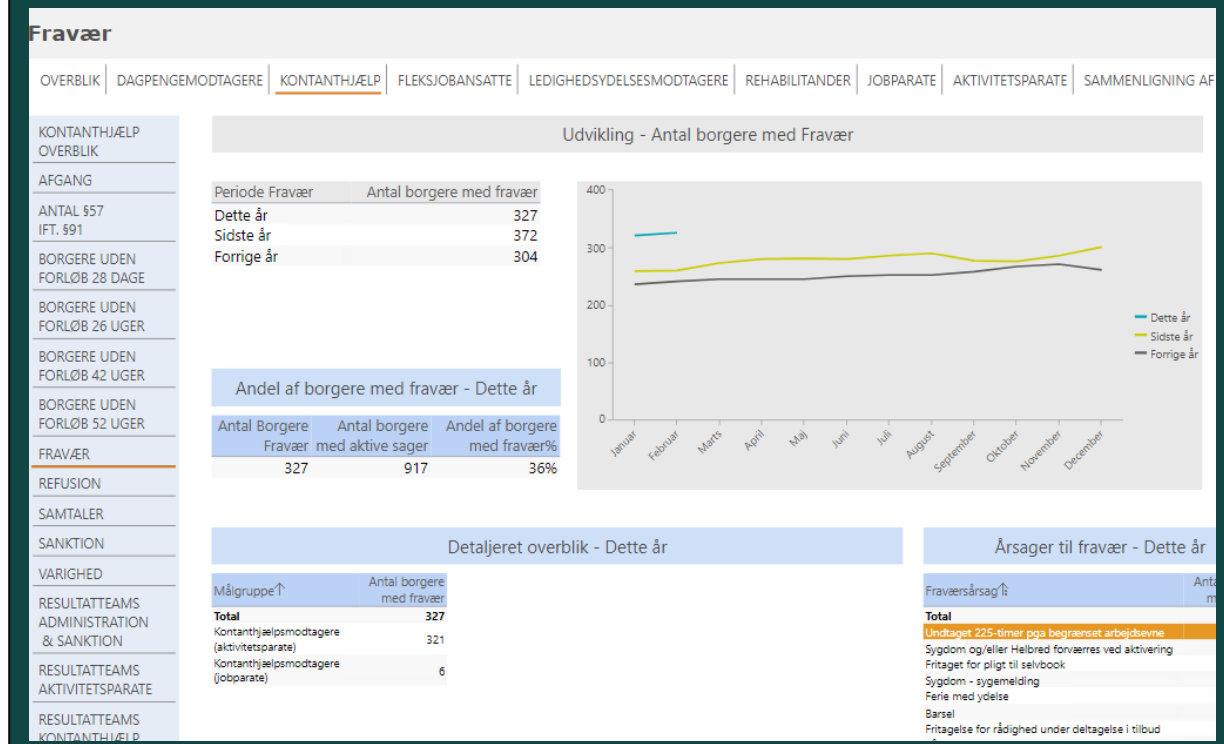 Fravær
OVERBLIK DAGPENGEMODTAGERE KONTANTHJÆLP FLEKSJOBANSATTE LEDIGHEDSYDELSESMODTAGERE REHABILITANDER JOBPARATE AKTIVITETSPARATE SAMMENLIGNING AF
KONTANTHJÆLP
OVERBLIK
AFGANG
ANTAL §57
IFT. §91
BORGERE UDEN
FORLØB 28 DAGE
BORGERE UDEN
FORLØB 26 UGER
BORGERE UDEN
FORLØB 42 UGER
BORGERE UDEN
FORLØB 52 UGER
FRAVÆR
REFUSION
SAMTALER
SANKTION
VARIGHED
RESULTATTEAMS
ADMINISTRATION
& SANKTION
RESULTATTEAMS
AKTIVITETSPARATE
RESULTATTEAMS
KONTANTHJÆLP
Udvikling - Antal borgere med Fravær
Periode Fravær Antal borgere med fravær
Dette år 327
Sidste år 372
Forrige år 304
400
300
200
100
0
Januar Februar Marts April Maj Juni Juli August September Oktober November December
Dette år
Sidste år
Forrige år
Andel af borgere med fravær - Dette år
Antal Borgere Antal borgere Andel af borgere
Fravær med aktive sager med fravær%
327 917 36%
Detaljeret overblik - Dette år
Målgruppe↑ Antal borgere
med fravær
Total 327
Kontanthjælpsmodtagere
(aktivitetsparate) 321
Kontanthjælpsmodtagere
(jobparate) 6
Årsager til fravær - Dette år
Fraværsårsag
Total
Undtaget 225-timer pga begrænset arbejdsevne
Sygdom og/eller Helbred forværres ved aktivering
Fritaget for pligt til selvbook
Sygdom - sygemelding
Ferie med ydelse
Barsel
Fritagelse for rådighed under deltagelse i tilbud